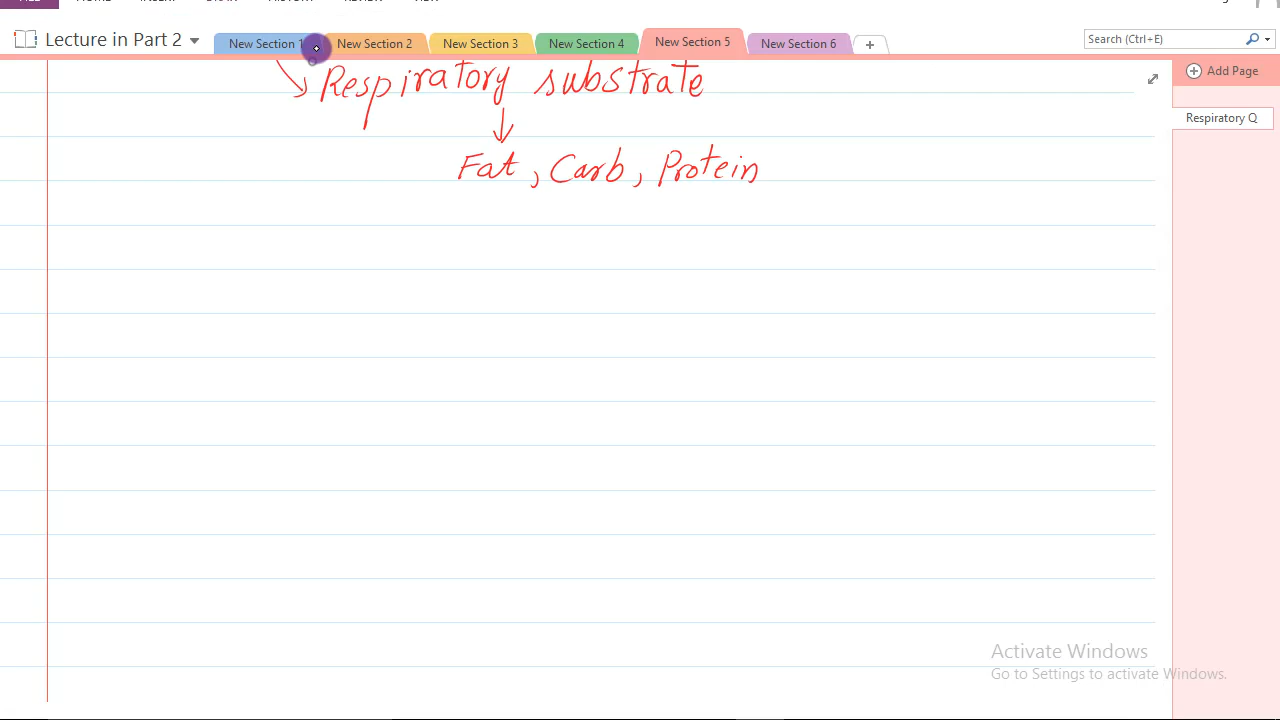 Lecture in Part 2
New Section 1
New Section 2
New Section 3
New Section 4
New Section 5
New Section 6
Search (Ctrl+E)
Add Page
Respiratory Q
Respiratory substrate
Fat, Carb, Protein
Activate Windows
Go to Settings to activate Windows.